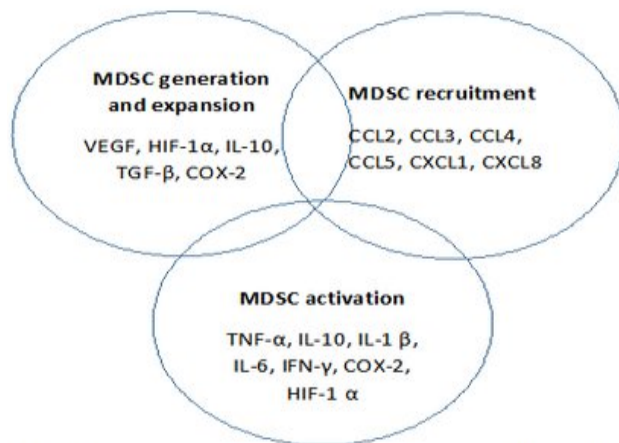 MDSC generation
and expansion
VEGF, HIF-1α, IL-10,
TGF-β, COX-2
MDSC recruitment
CCL2, CCL3, CCL4,
CCL5, CXCL1, CXCL8
MDSC activation
TNF-α, IL-10, IL-1 β,
IL-6, IFN-γ, COX-2,
HIF-1 α